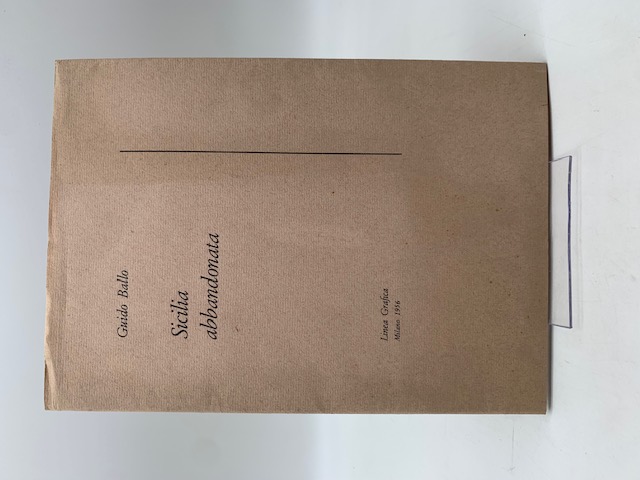 Guido Ballo
Sicilia
abbandonata
Linea Grafica
Milano 1956